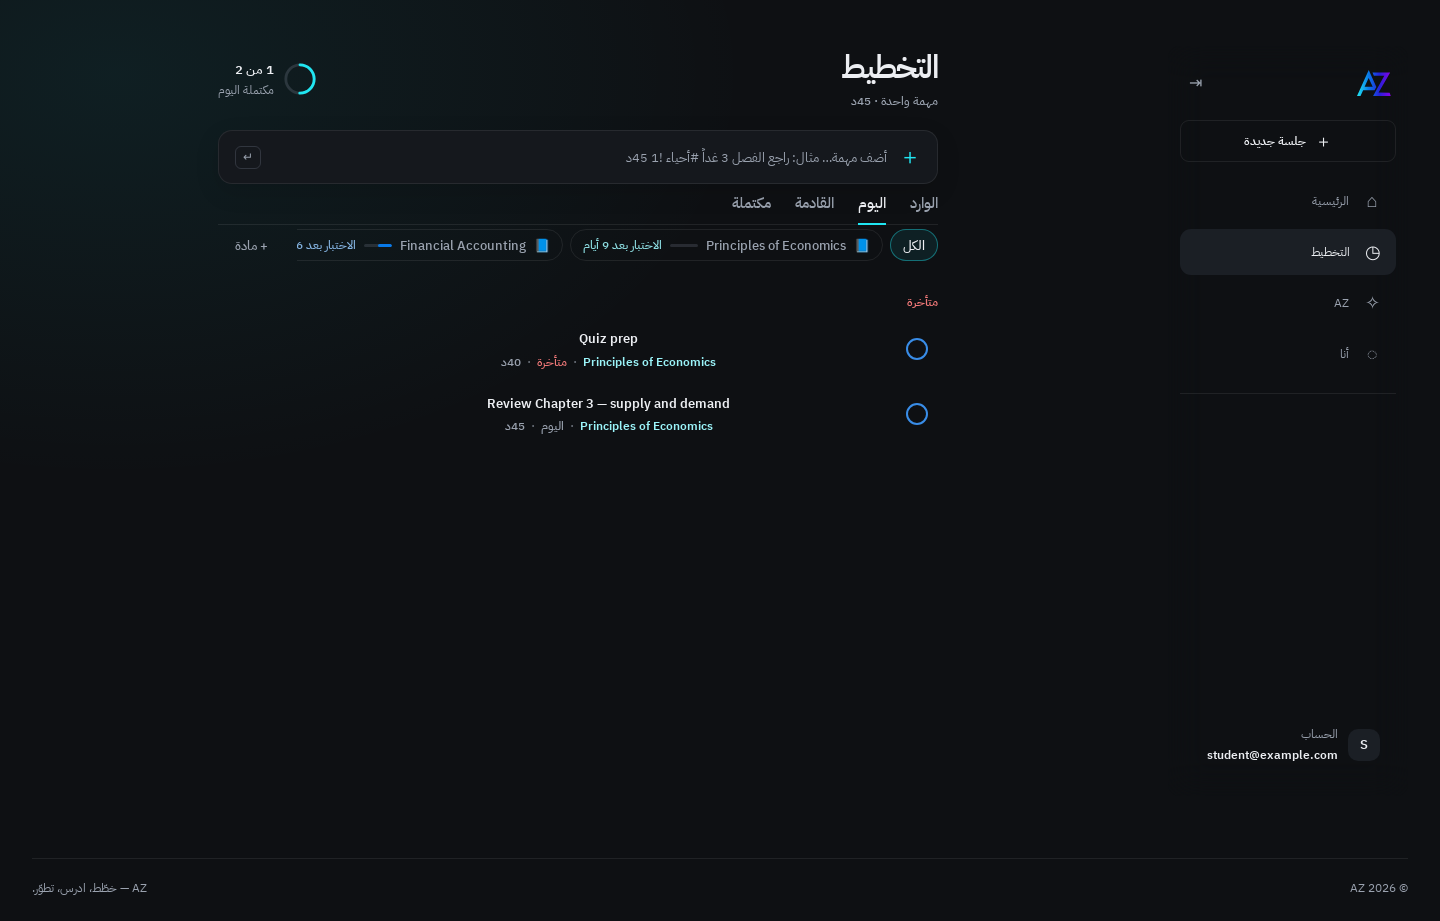 AZ
جلسة جديدة
الرئيسية
التخطيط
AZ
أنا
الحساب
S
student@example.com
التخطيط
مهمة واحدة · 45د
1 من 2
مكتملة اليوم
+ أضف مهمة... مثال: راجع الفصل 3 غداً #أحياء !1 45د
الوارد اليوم القادمة مكتملة
الكل Principles of Economics الاختبار بعد 9 أيام Financial Accounting الاختبار بعد 6 + مادة
متأخرة
Quiz prep
Principles of Economics · متأخرة · 40د
Review Chapter 3 — supply and demand
Principles of Economics · اليوم · 45د
© 2026 AZ
AZ — خطّط، ادرس، تطوّر.